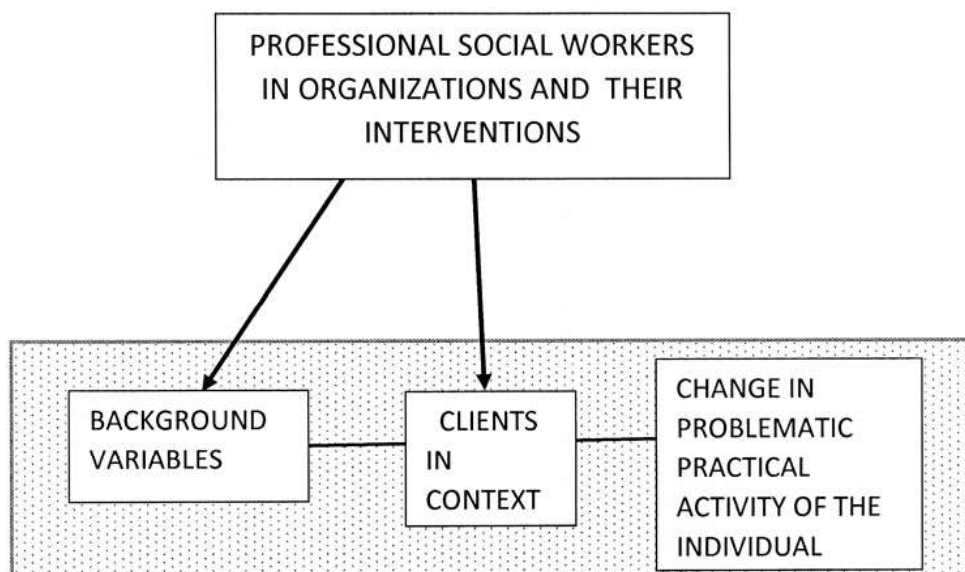 PROFESSIONAL SOCIAL WORKERS
IN ORGANIZATIONS AND THEIR
INTERVENTIONS
BACKGROUND
VARIABLES
CLIENTS
IN
CONTEXT
CHANGE IN
PROBLEMATIC
PRACTICAL
ACTIVITY OF THE
INDIVIDUAL